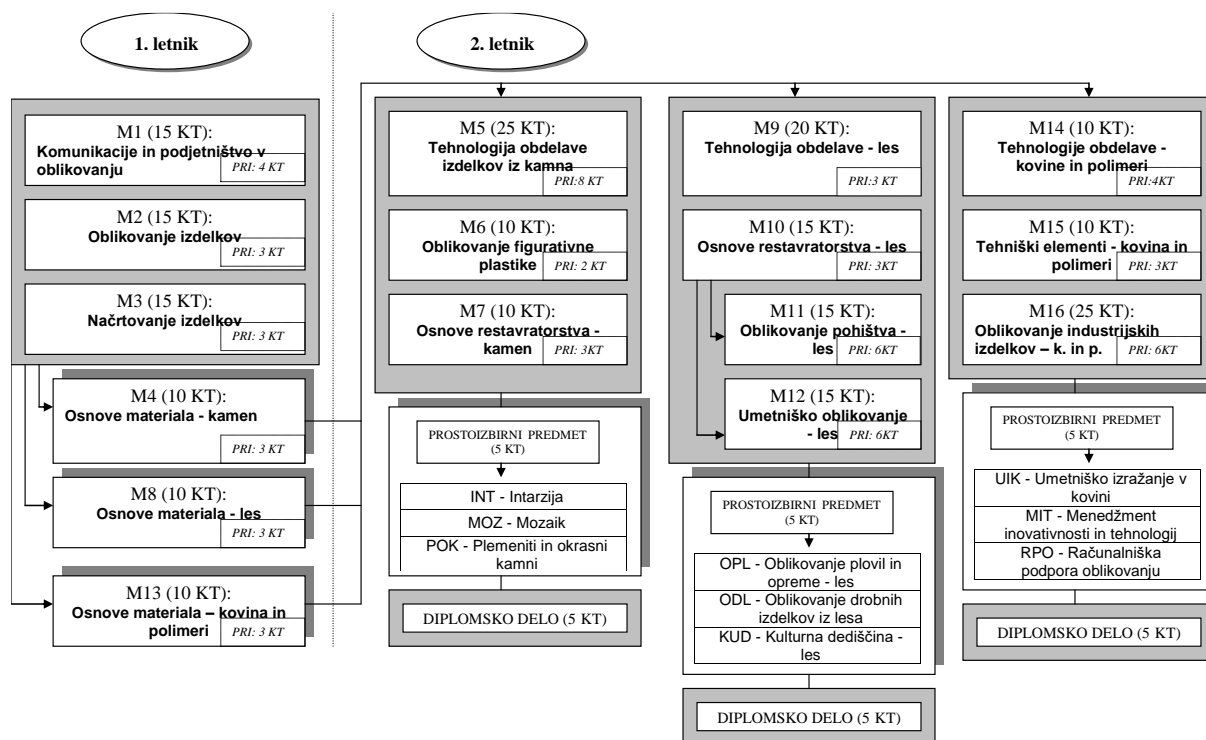 1. letnik
M1 (15 KT):
Komunikacije in podjetništvo v
oblikovanju
PRI: 4 KT
M2 (15 KT):
Oblikovanje izdelkov
PRI: 3 KT
M3 (15 KT):
Načrtovanje izdelkov
PRI: 3 KT
M4 (10 KT):
Osnove materiala - kamen
PRI: 3 KT
M8 (10 KT):
Osnove materiala - les
PRI: 3 KT
M13 (10 KT):
Osnove materiala – kovina in
polimeri
PRI: 3 KT
2. letnik
M5 (25 KT):
Tehnologija obdelave
izdelkov iz kamna
PRI:8 KT
M6 (10 KT):
Oblikovanje figurativne
plastike
PRI: 2 KT
M7 (10 KT):
Osnove restavratorstva -
kamen
PRI: 3KT
PROSTOIZBIRNI PREDMET
(5 KT)
INT - Intarzija
MOZ - Mozaik
POK - Plemeniti in okrasni
kamni
DIPLOMSKO DELO (5 KT)
M9 (20 KT):
Tehnologija obdelave - les
PRI:3 KT
M10 (15 KT):
Osnove restavratorstva - les
PRI: 3KT
M11 (15 KT):
Oblikovanje pohištva -
les
PRI: 6KT
M12 (15 KT):
Umetniško oblikovanje
- les
PRI: 6KT
PROSTOIZBIRNI PREDMET
(5 KT)
OPL - Oblikovanje plovil in
opreme - les
ODL - Oblikovanje drobnih
izdelkov iz lesa
KUD - Kulturna dediščina -
les
DIPLOMSKO DELO (5 KT)
M14 (10 KT):
Tehnologije obdelave -
kovine in polimeri
PRI:4KT
M15 (10 KT):
Tehniški elementi - kovina in
polimeri
PRI: 3KT
M16 (25 KT):
Oblikovanje industrijskih
izdelkov – k. in p.
PRI: 6KT
PROSTOIZBIRNI PREDMET
(5 KT)
UIK - Umetniško izražanje v
kovini
MIT - Menedžment
inovativnosti in tehnologij
RPO - Računalniška
podpora oblikovanju
DIPLOMSKO DELO (5 KT)